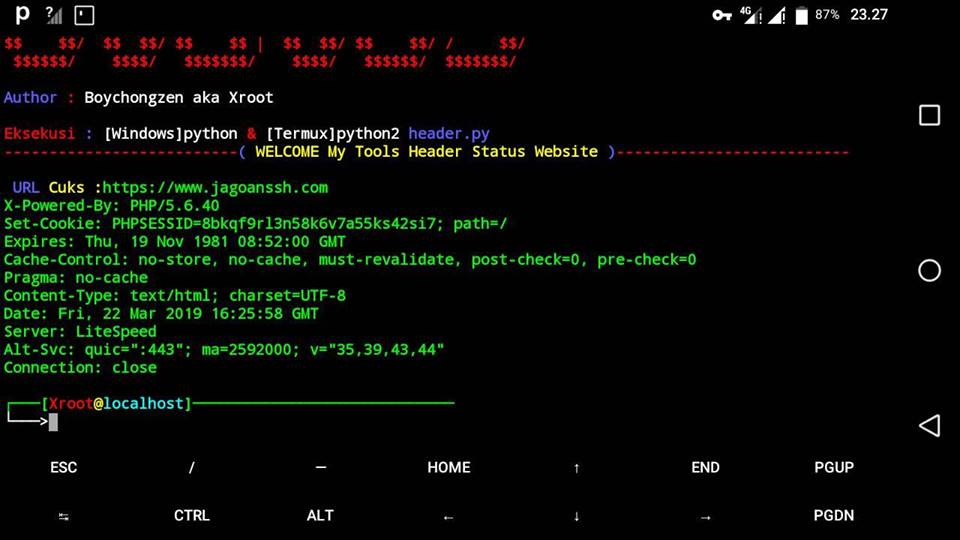 4G 87% 23.27
$$ $$/ $$ $$/ $$ $$ | $$ $$/ $$ $$/ / $$/
$$$$$$/ $$$$/ $$$$$$$/ $$$$/ $$$$$$/ $$$$$$$/
Author : Boychongzen aka Xroot
Eksekusi : [Windows]python & [Termux]python2 header.py
--------------------------( WELCOME My Tools Header Status Website )--------------------------
URL Cuks :https://www.jagoanssh.com
X-Powered-By: PHP/5.6.40
Set-Cookie: PHPSESSID=8bkqf9rl3n58k6v7a55ks42si7; path=/
Expires: Thu, 19 Nov 1981 08:52:00 GMT
Cache-Control: no-store, no-cache, must-revalidate, post-check=0, pre-check=0
Pragma: no-cache
Content-Type: text/html; charset=UTF-8
Date: Fri, 22 Mar 2019 16:25:58 GMT
Server: LiteSpeed
Alt-Svc: quic=":443"; ma=2592000; v="35,39,43,44"
Connection: close
┌───[Xroot@localhost]─────────────────────────────
└───>
ESC / — HOME ↑ END PGUP
↹ CTRL ALT ← ↓ → PGDN